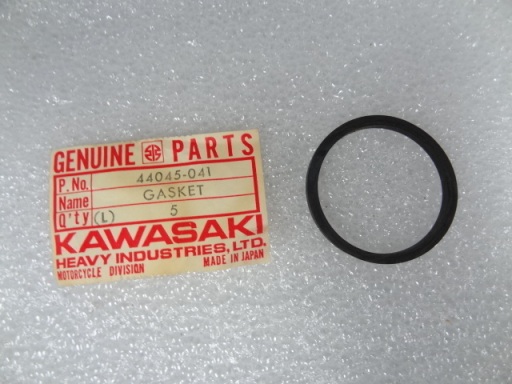 GENUINE PARTS
P. No. 44045-041
Name GASKET
Q'ty (L) 5
KAWASAKI
HEAVY INDUSTRIES, LTD.
MOTORCYCLE DIVISION MADE IN JAPAN